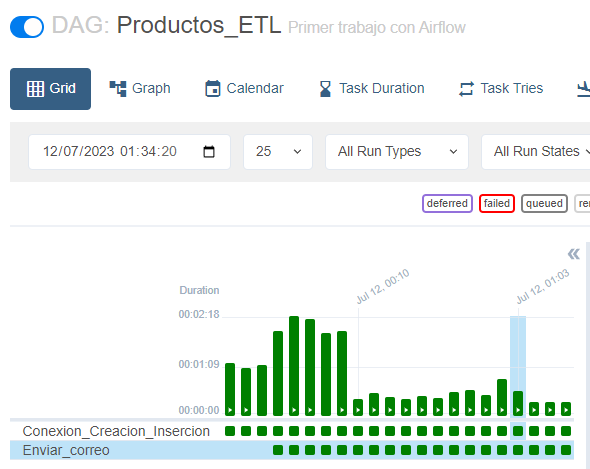 DAG: Productos_ETL Primer trabajo con Airflow
Grid Graph Calendar Task Duration Task Tries
12/07/2023 01:34:20 25 All Run Types All Run States
deferred failed queued
Jul 12, 00:10 Jul 12, 01:03
Duration
00:02:18
00:01:09
00:00:00
Conexion_Creacion_Insercion
Enviar_correo